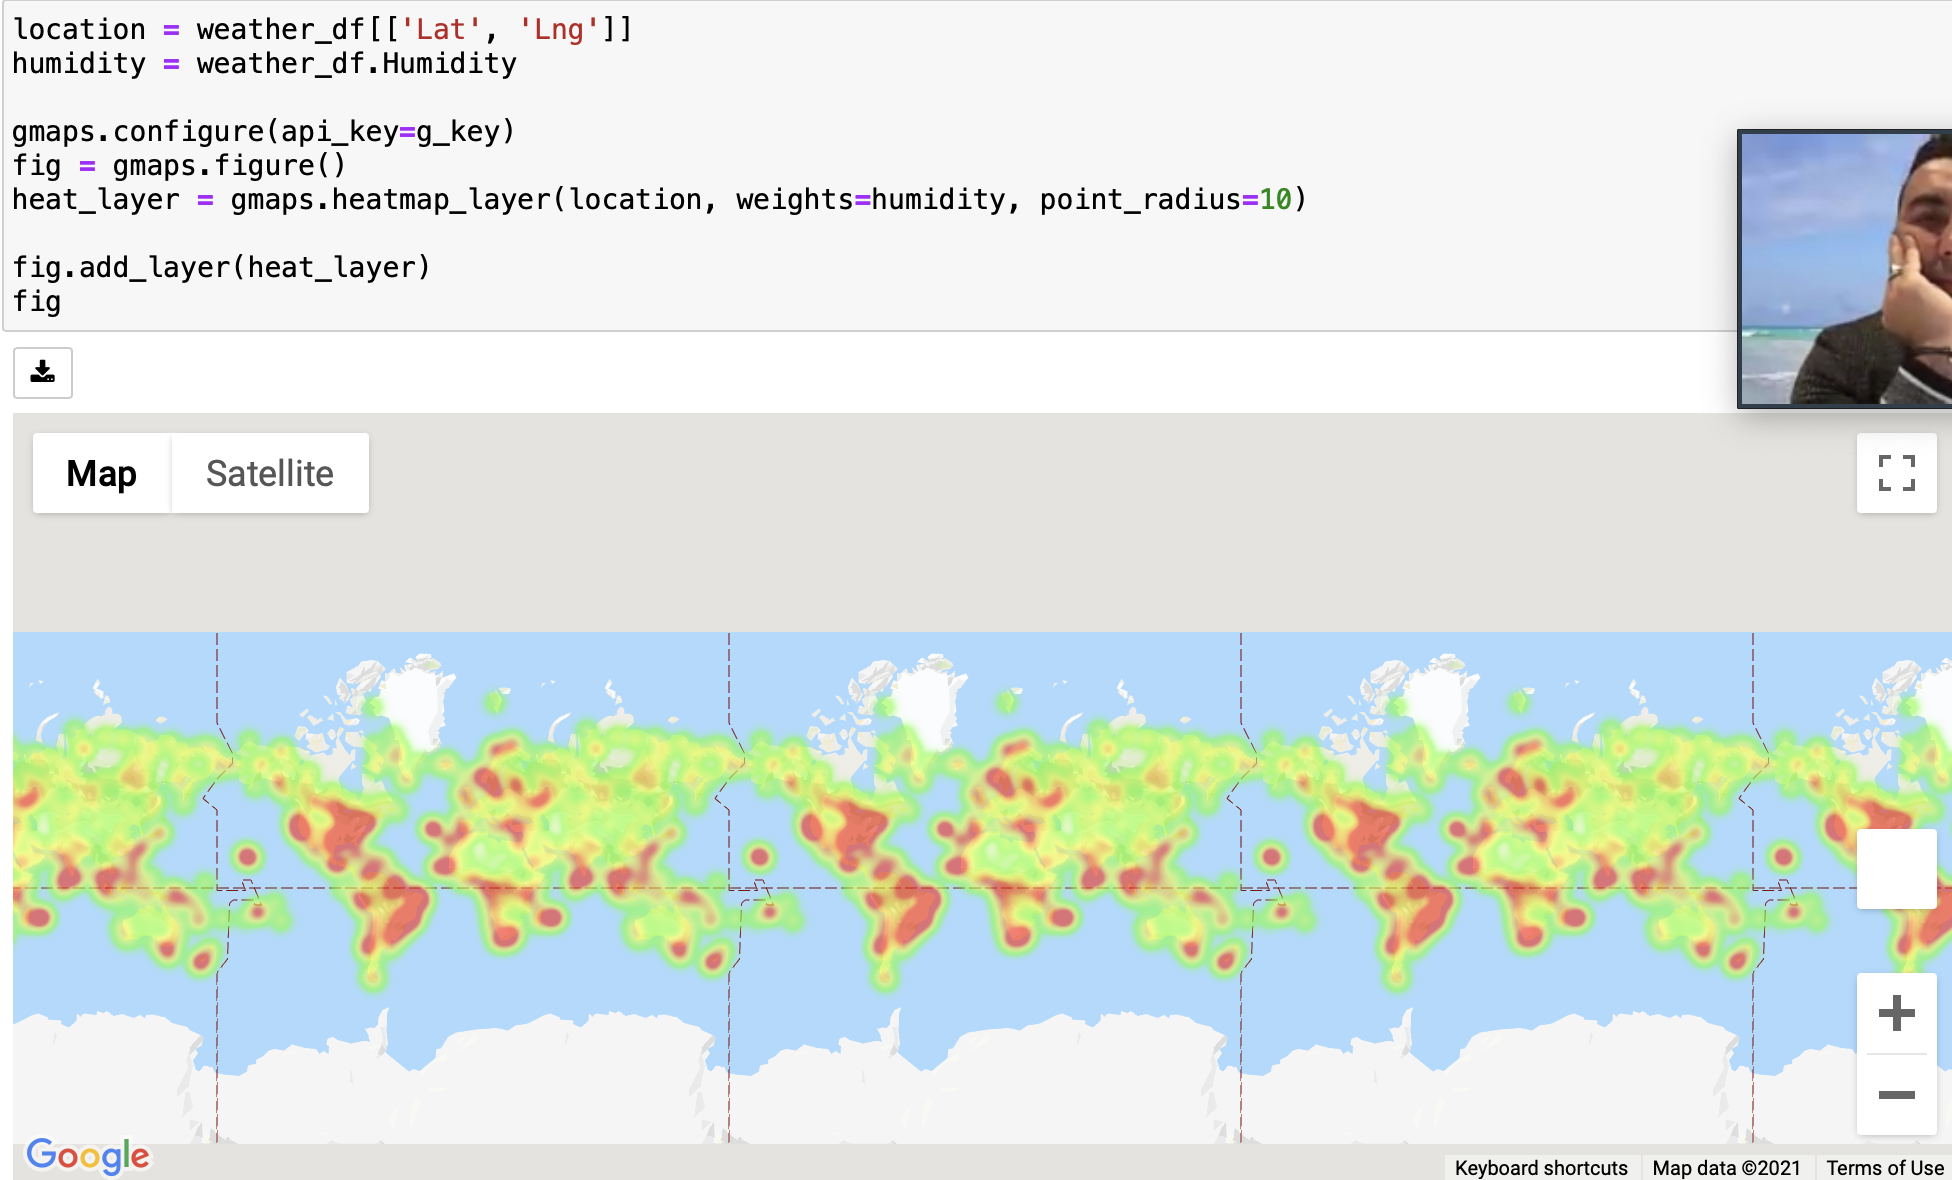 location = weather_df[['Lat', 'Lng']]
humidity = weather_df.Humidity
gmaps.configure(api_key=g_key)
fig = gmaps.figure()
heat_layer = gmaps.heatmap_layer(location, weights=humidity, point_radius=10)
fig.add_layer(heat_layer)
fig
Map Satellite
Google
Keyboard shortcuts Map data ©2021 Terms of Use